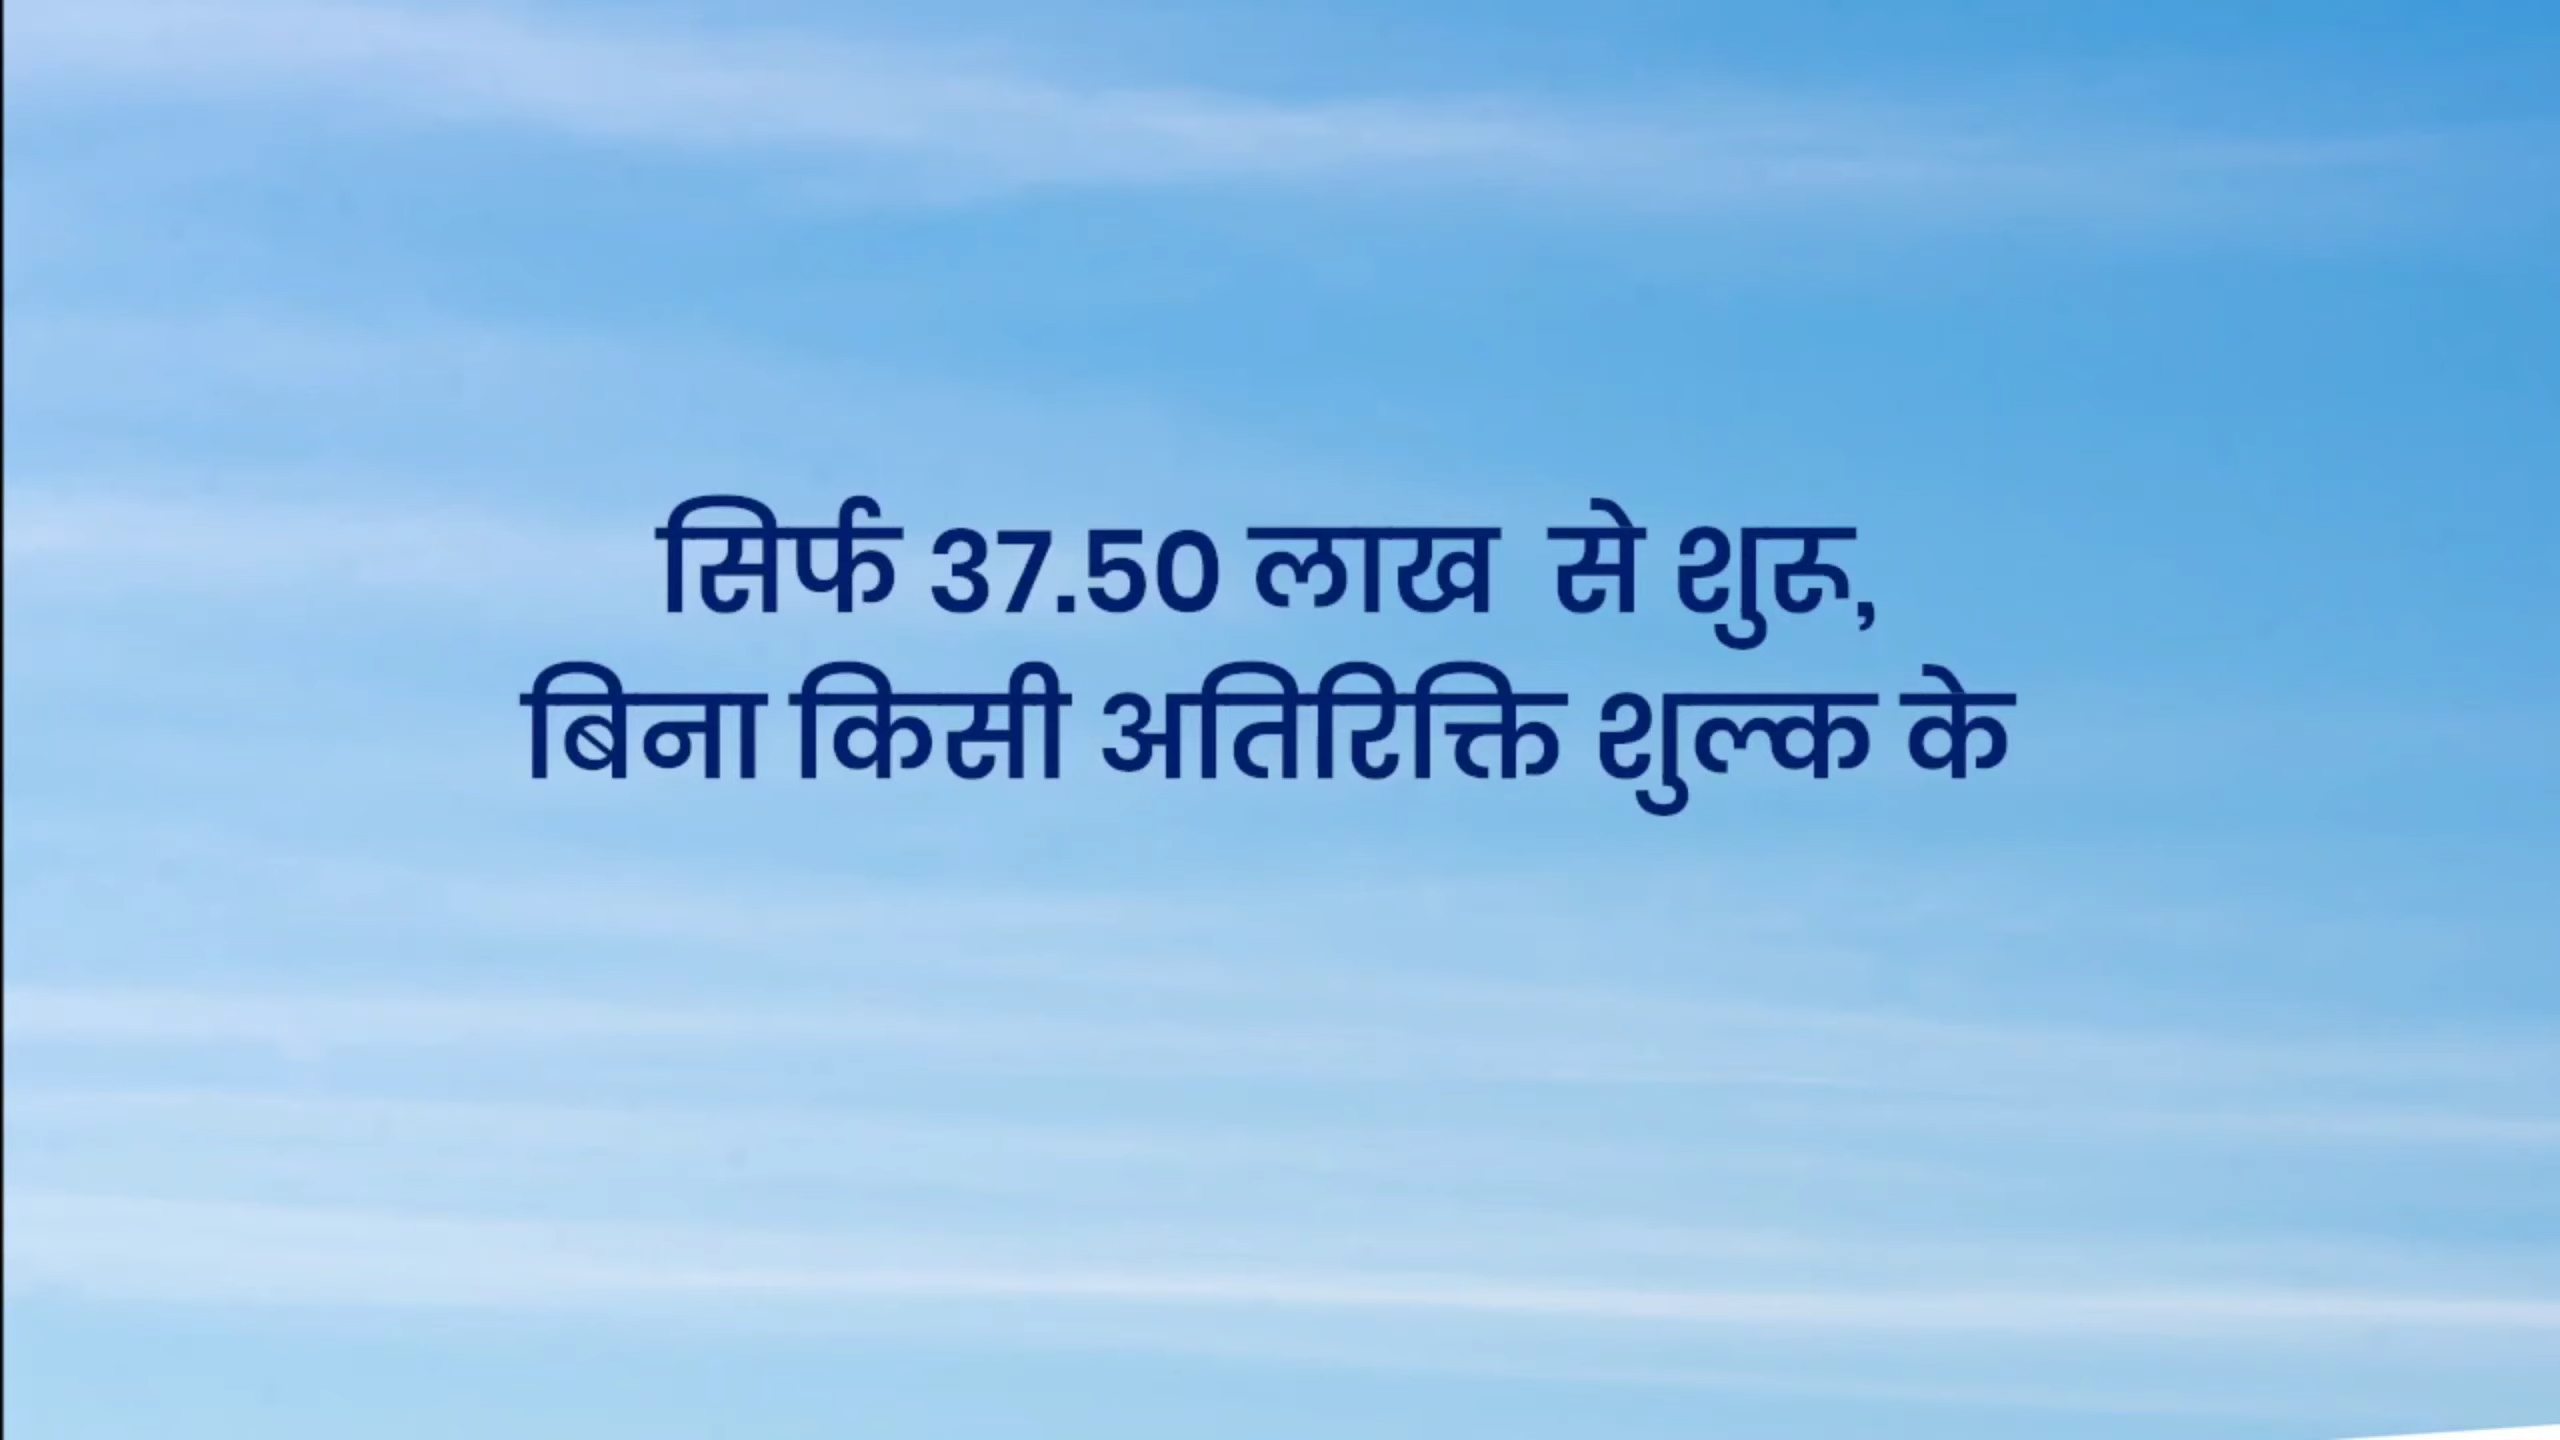 सिर्फ 37.50 लाख से शुरू,
बिना किसी अतिरिक्ति शुल्क के